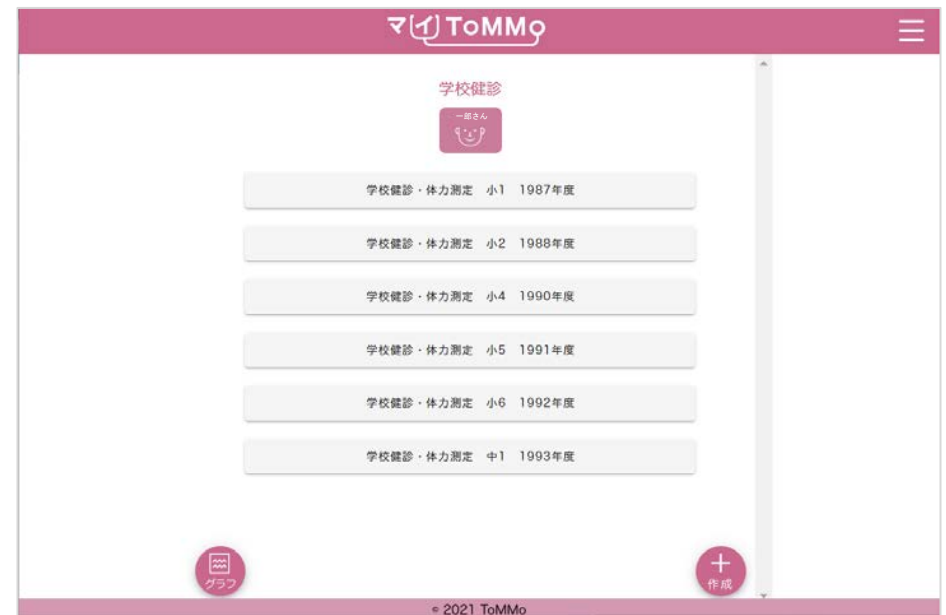 マイ ToMMo
学校健診
一郎さん
学校健診・体力測定 小1 1987年度
学校健診・体力測定 小2 1988年度
学校健診・体力測定 小4 1990年度
学校健診・体力測定 小5 1991年度
学校健診・体力測定 小6 1992年度
学校健診・体力測定 中1 1993年度
グラフ
作成
© 2021 ToMMo